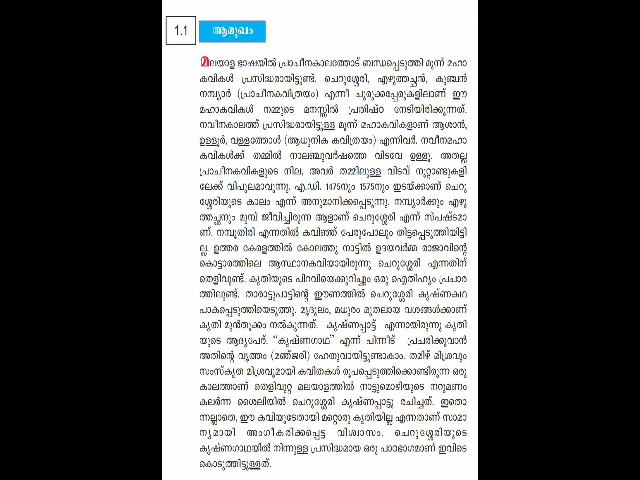 1.1 ആമുഖം
മലയാള ഭാഷയിൽ പ്രാചീനകാലത്തോട് ബന്ധപ്പെടുത്തി മൂന്ന് മഹാ
കവികൾ പ്രസിദ്ധരായിട്ടുണ്ട്. ചെറുശ്ശേരി, എഴുത്തച്ഛൻ, കുഞ്ചൻ
നമ്പ്യാർ (പ്രാചീനകവിത്രയം) എന്നീ ചുരുക്കപ്പേരുകളിലാണ് ഈ
മഹാകവികൾ നമ്മുടെ മനസ്സിൽ പ്രതിഷ്ഠ നേടിയിരിക്കുന്നത്.
നവീനകാലത്ത് പ്രസിദ്ധരായിട്ടുള്ള മൂന്ന് മഹാകവികളാണ് ആശാൻ,
ഉള്ളൂർ, വള്ളത്തോൾ (ആധുനിക കവിത്രയം) എന്നിവർ. നവീനമഹാ
കവികൾക്ക് തമ്മിൽ നാലഞ്ചുവർഷത്തെ വിടവേ ഉള്ളൂ. അതല്ല
പ്രാചീനകവികളുടെ നില, അവർ തമ്മിലുള്ള വിടവ് നൂറ്റാണ്ടുകളി
ലേക്ക് വിപുലമാവുന്നു. എ.ഡി. 1475നും 1575നും ഇടയ്ക്കാണ് ചെറു
ശ്ശേരിയുടെ കാലം എന്ന് അനുമാനിക്കപ്പെടുന്നു. നമ്പ്യാർക്കും എഴു
ത്തച്ഛനും മുമ്പ് ജീവിച്ചിരുന്ന ആളാണ് ചെറുശ്ശേരി എന്ന് സ്പഷ്ടമാ
ണ്. നമ്പൂതിരി എന്നതിൽ കവിഞ്ഞ് പേരുപോലും തിട്ടപ്പെടുത്തിയിട്ടി
ല്ല. ഉത്തര കേരളത്തിൽ കോലത്തു നാട്ടിൽ ഉദയവർമ്മ രാജാവിന്റെ
കൊട്ടാരത്തിലെ ആസ്ഥാനകവിയായിരുന്നു ചെറുശ്ശേരി എന്നതിന്
തെളിവുണ്ട്. കൃതിയുടെ പിറവിയെക്കുറിച്ചും ഒരു ഐതിഹ്യം പ്രചാര
ത്തിലുണ്ട്. താരാട്ടുപാട്ടിന്റെ ഈണത്തിൽ ചെറുശ്ശേരി കൃഷ്ണകഥ
പാകപ്പെടുത്തിയെടുത്തു. മൃദുലം, മധുരം മുതലായ വശങ്ങൾക്കാണ്
കൃതി മുൻതൂക്കം നൽകുന്നത്. കൃഷ്ണപ്പാട്ട് എന്നായിരുന്നു കൃതി
യുടെ ആദ്യപേര്. "കൃഷ്ണഗാഥ" എന്ന് പിന്നീട് പ്രചരിക്കുവാൻ
അതിന്റെ വൃത്തം (മഞ്ജരി) ഹേതുവായിട്ടുണ്ടാകാം. തമിഴ് മിശ്രവും
സംസ്കൃത മിശ്രവുമായി കവിതകൾ രൂപപ്പെടുത്തിക്കൊണ്ടിരുന്ന ഒരു
കാലത്താണ് തെളിവുറ്റ മലയാളത്തിൽ നാട്ടുമൊഴിയുടെ നറുമണം
കലർന്ന ശൈലിയിൽ ചെറുശ്ശേരി കൃഷ്ണപ്പാട്ടു രചിച്ചത്. ഇതൊ
ന്നല്ലാതെ, ഈ കവിയുടേതായി മറ്റൊരു കൃതിയില്ല എന്നതാണ് സാമാ
ന്യമായി അംഗീകരിക്കപ്പെട്ട വിശ്വാസം. ചെറുശ്ശേരിയുടെ
കൃഷ്ണഗാഥയിൽ നിന്നുള്ള പ്രസിദ്ധമായ ഒരു പാഠഭാഗമാണ് ഇവിടെ
കൊടുത്തിട്ടുള്ളത്.